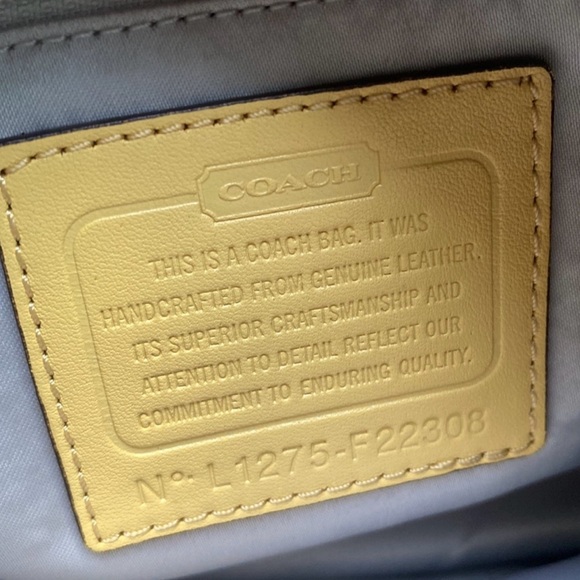 COACH
THIS IS A COACH BAG. IT WAS
HANDCRAFTED FROM GENUINE LEATHER.
ITS SUPERIOR CRAFTSMANSHIP AND
ATTENTION TO DETAIL REFLECT OUR
COMMITMENT TO ENDURING QUALITY.
Nº· L1275-F22308